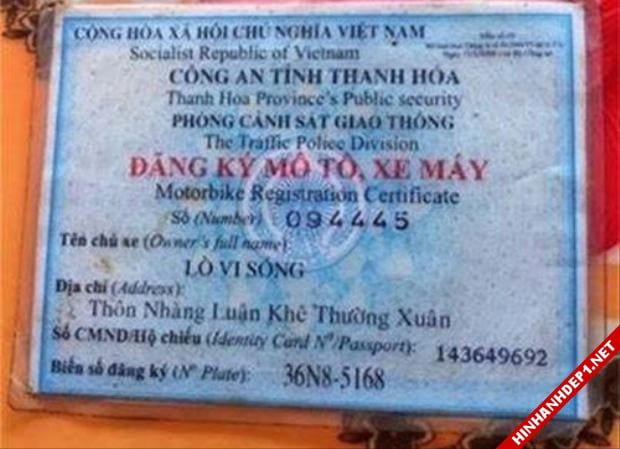 CỘNG HÒA XÃ HỘI CHỦ NGHĨA VIỆT NAM
Socialist Republic of Vietnam
CÔNG AN TỈNH THANH HÓA
Thanh Hoa Province's Public security
PHÒNG CẢNH SÁT GIAO THÔNG
The Traffic Police Division
ĐĂNG KÝ MÔ TÔ, XE MÁY
Motorbike Registration Certificate
Số (Number) 094445
Tên chủ xe (Owner's full name):
LÒ VI SÓNG
Địa chỉ (Address):
Thôn Nhàng Luận Khê Thường Xuân
Số CMND/Hộ chiếu (Identity Card Nº/Passport): 143649692
Biển số đăng ký (Nº Plate): 36N8-5168
HINHANHDEP1.NET